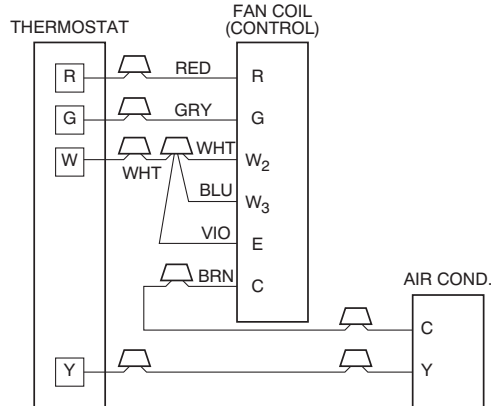 THERMOSTAT
FAN COIL
(CONTROL)
R RED R
G GRY G
W WHT WHT W2
BLU W3
VIO E
BRN C
AIR COND.
C
Y Y